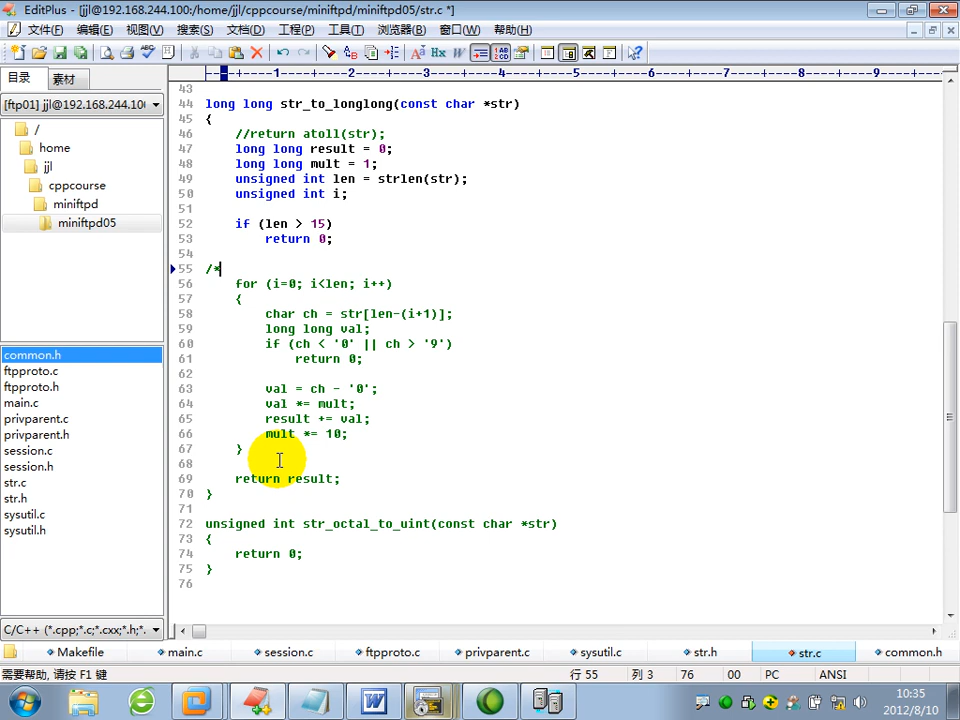 EditPlus - [jjl@192.168.244.100:/home/jjl/cppcourse/miniftpd/miniftpd05/str.c *]
文件(F) 编辑(E) 视图(V) 搜索(S) 文档(D) 工程(P) 工具(T) 浏览器(B) 窗口(W) 帮助(H)
目录 素材
[ftp01] jjl@192.168.244.10(
/
home
jjl
cppcourse
miniftpd
miniftpd05
common.h
ftpproto.c
ftpproto.h
main.c
privparent.c
privparent.h
session.c
session.h
str.c
str.h
sysutil.c
sysutil.h
C/C++ (*.cpp;*.c;*.cxx;*.h;*.
----+----1----+----2----+----3----+----4----+----5----+----6----+----7----+----8----+----9----+
43
44 long long str_to_longlong(const char *str)
45 {
46 //return atoll(str);
47 long long result = 0;
48 long long mult = 1;
49 unsigned int len = strlen(str);
50 unsigned int i;
51
52 if (len > 15)
53 return 0;
54
55 /*
56 for (i=0; i<len; i++)
57 {
58 char ch = str[len-(i+1)];
59 long long val;
60 if (ch < '0' || ch > '9')
61 return 0;
62
63 val = ch - '0';
64 val *= mult;
65 result += val;
66 mult *= 10;
67 }
68
69 return result;
70 }
71
72 unsigned int str_octal_to_uint(const char *str)
73 {
74 return 0;
75 }
76
Makefile main.c session.c ftpproto.c privparent.c sysutil.c str.h str.c common.h
需要帮助, 请按 F1 键 行 55 列 3 76 00 PC ANSI
10:35
2012/8/10